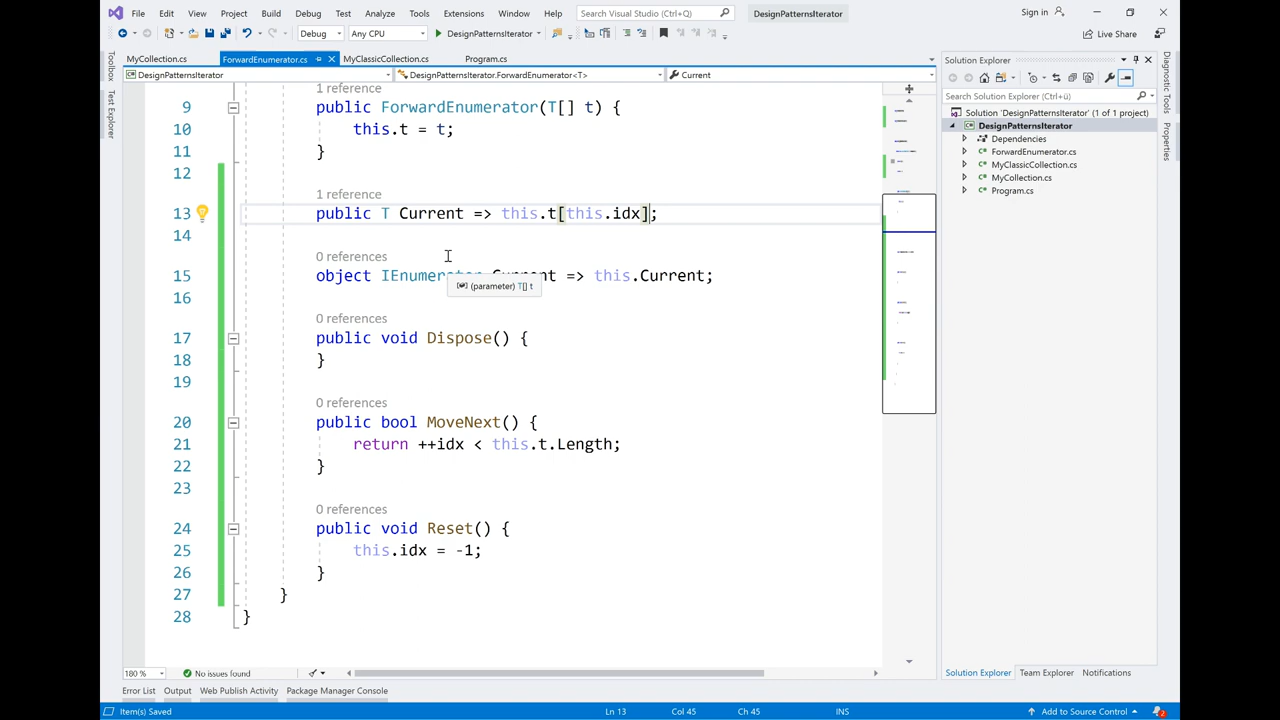 File Edit View Project Build Debug Test Analyze Tools Extensions Window Help Search Visual Studio (Ctrl+Q) DesignPatternsIterator Sign in
Debug Any CPU DesignPatternsIterator Live Share
MyCollection.cs ForwardEnumerator.cs MyClassicCollection.cs Program.cs
DesignPatternsIterator DesignPatternsIterator.ForwardEnumerator<T> Current
Toolbox
Test Explorer
1 reference
9 public ForwardEnumerator(T[] t) {
10 this.t = t;
11 }
12
1 reference
13 public T Current => this.t[this.idx];
14
0 references
15 object IEnumerator.Current => this.Current;
(parameter) T[] t
16
0 references
17 public void Dispose() {
18 }
19
0 references
20 public bool MoveNext() {
21 return ++idx < this.t.Length;
22 }
23
0 references
24 public void Reset() {
25 this.idx = -1;
26 }
27 }
28 }
180 % No issues found
Solution Explorer
Search Solution Explorer (Ctrl+ü)
Solution 'DesignPatternsIterator' (1 of 1 project)
DesignPatternsIterator
Dependencies
ForwardEnumerator.cs
MyClassicCollection.cs
MyCollection.cs
Program.cs
Solution Explorer Team Explorer Notifications
Diagnostic Tools
Properties
Error List Output Web Publish Activity Package Manager Console
Item(s) Saved Ln 13 Col 45 Ch 45 INS Add to Source Control 2